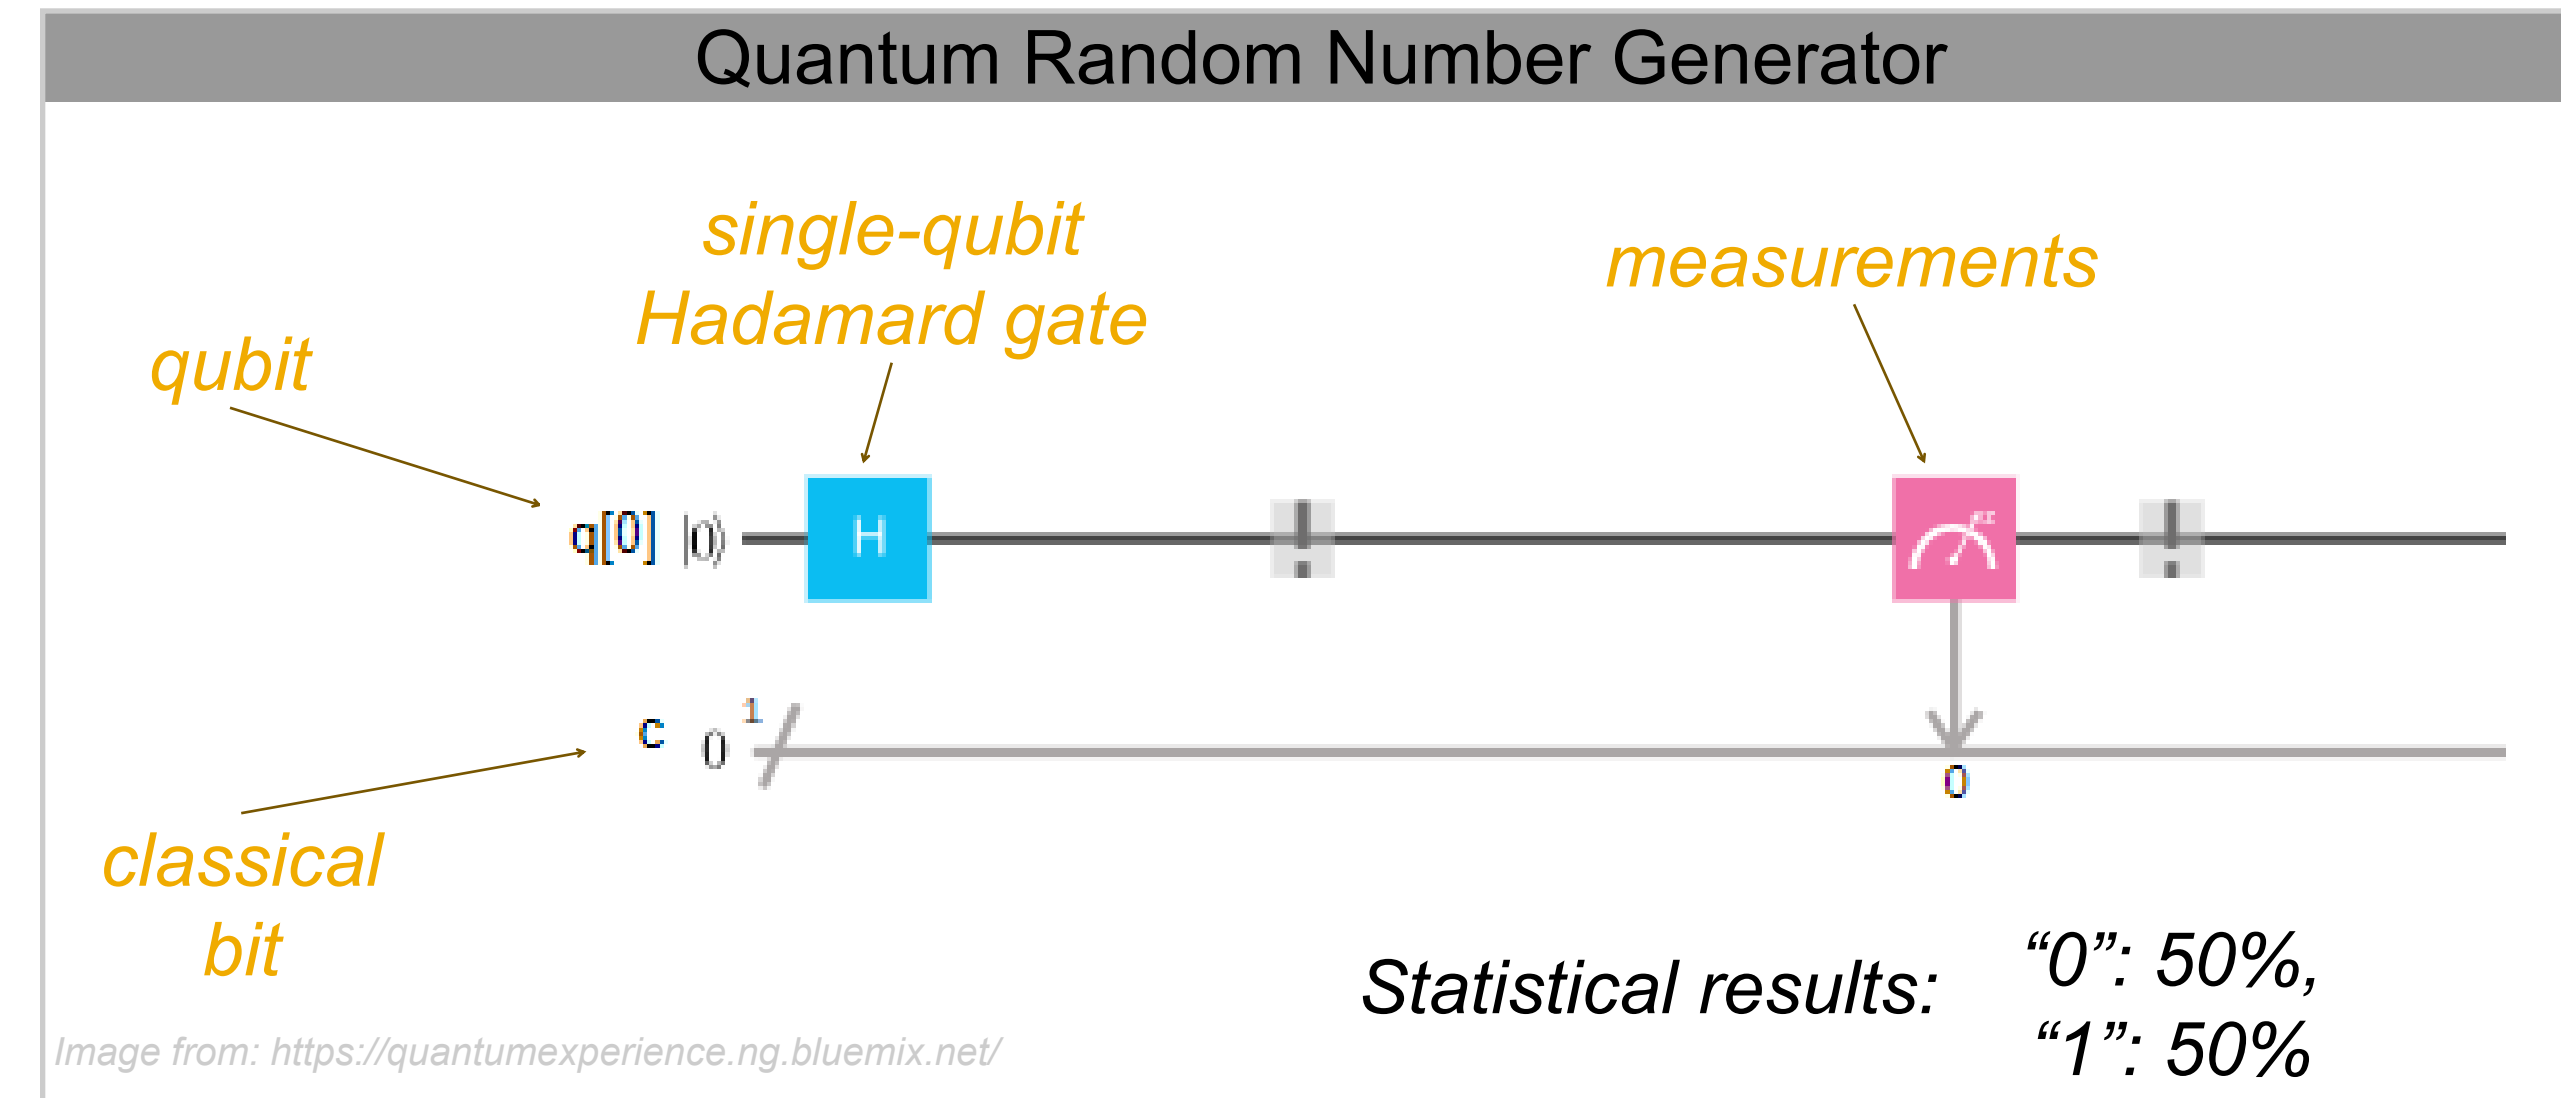 Quantum Random Number Generator
single-qubit
Hadamard gate
measurements
qubit
q[0] |0⟩
H
c 0 1
0
classical
bit
Statistical results:
“0”: 50%,
“1”: 50%
Image from: https://quantumexperience.ng.bluemix.net/